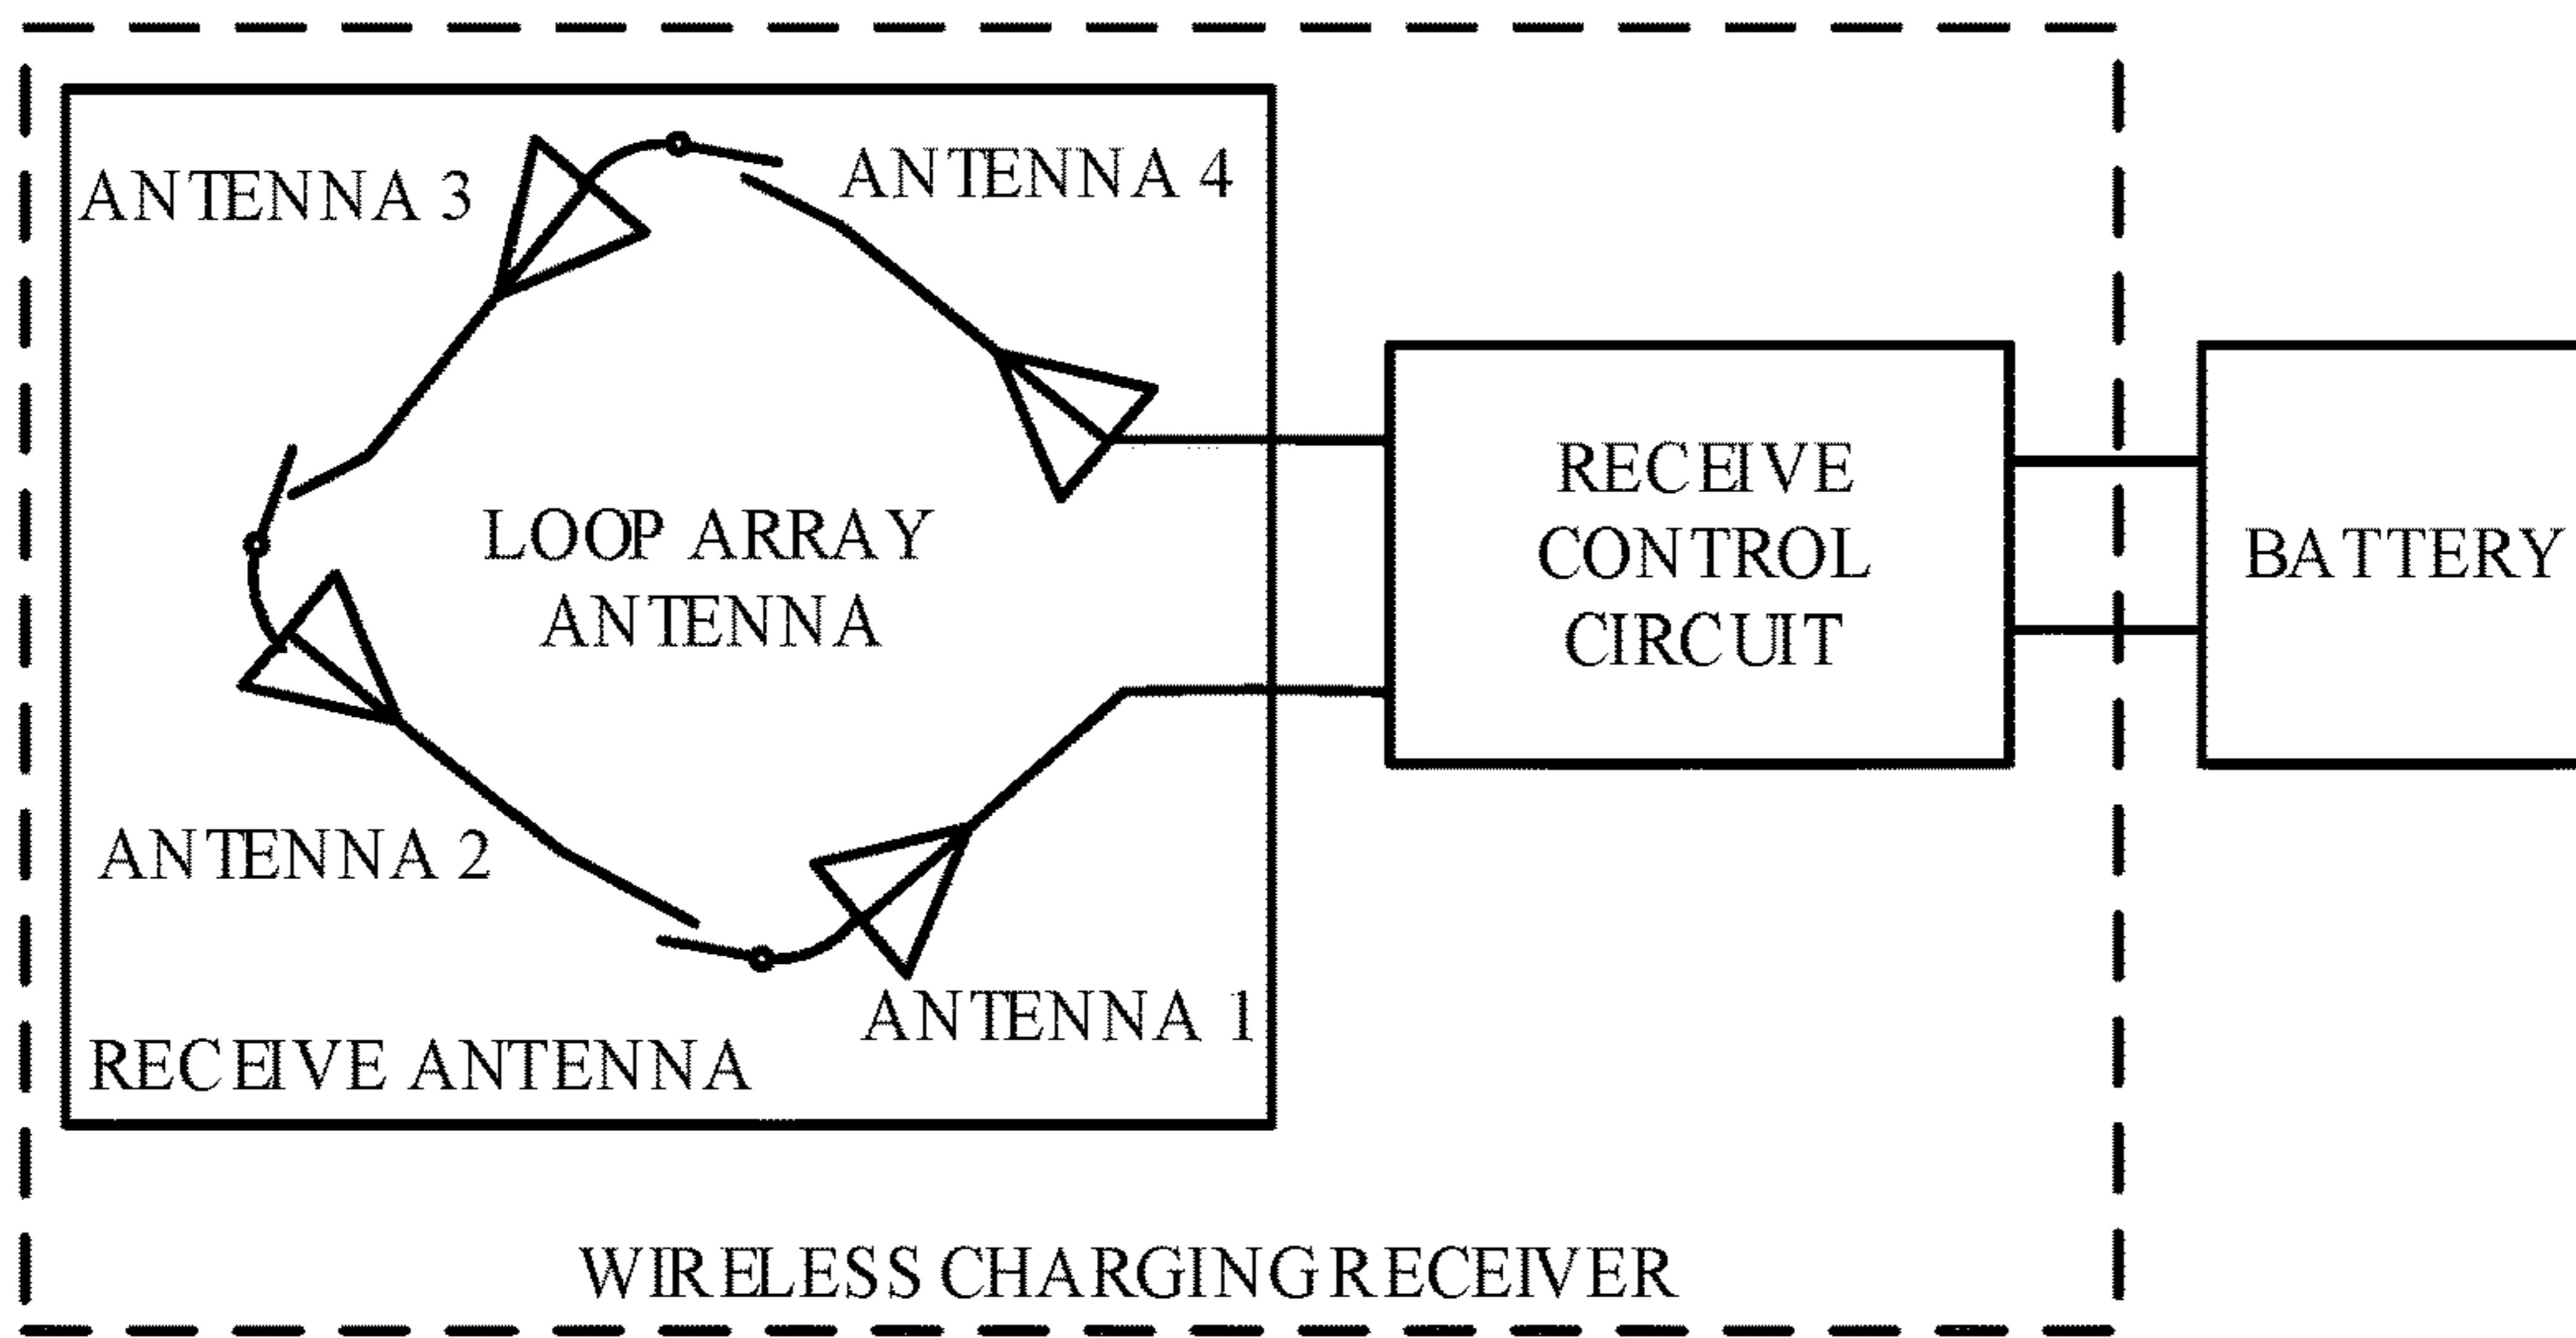 ANTENNA 3
ANTENNA 4
LOOP ARRAY
ANTENNA
RECEIVE
CONTROL
CIRCUIT
BATTERY
ANTENNA 2
ANTENNA 1
RECEIVE ANTENNA
WIRELESS CHARGING RECEIVER